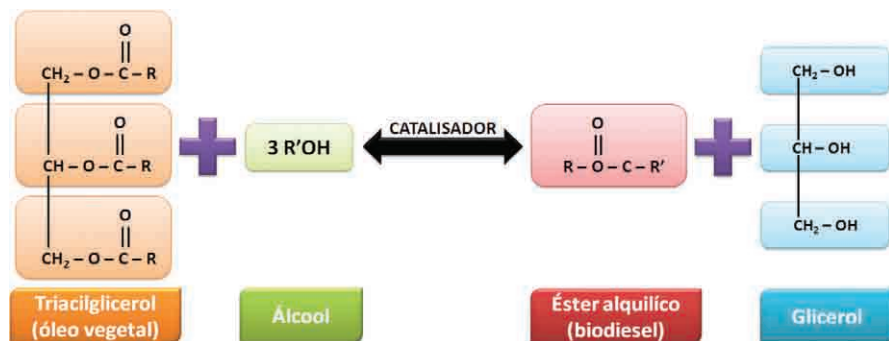 O
||
CH₂ – O – C – R
O
||
CH – O – C – R
O
||
CH₂ – O – C – R
3 R'OH
CATALISADOR
O
||
R – O – C – R'
CH₂ – OH
CH – OH
CH₂ – OH
Triacilglicerol
(óleo vegetal)
Álcool
Éster alquilíco
(biodiesel)
Glicerol